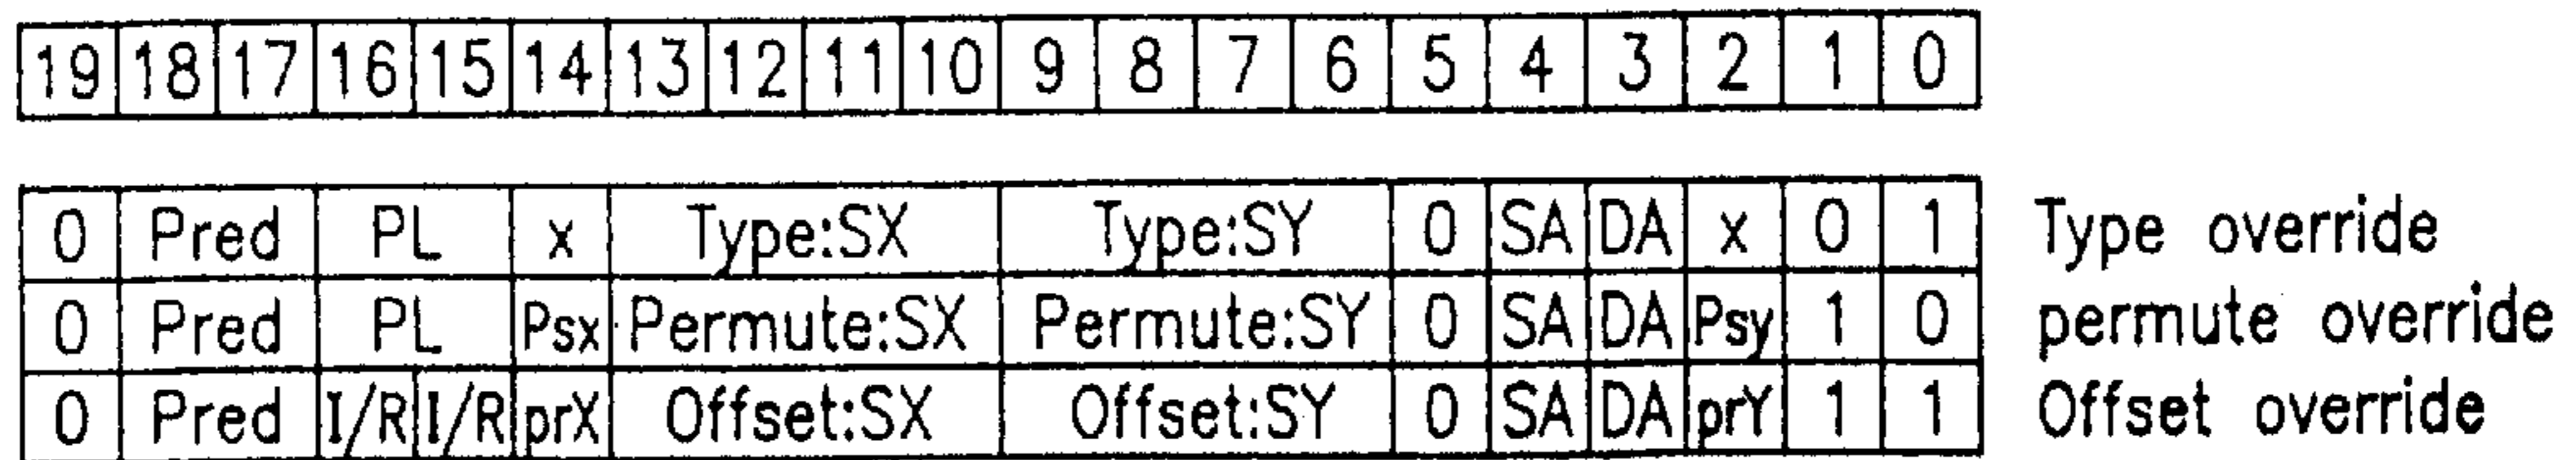 19 18 17 16 15 14 13 12 11 10 9 8 7 6 5 4 3 2 1 0
0 Pred PL x Type:SX Type:SY 0 SA DA x 0 1 Type override
0 Pred PL Psx Permute:SX Permute:SY 0 SA DA Psy 1 0 permute override
0 Pred I/R I/R prX Offset:SX Offset:SY 0 SA DA prY 1 1 Offset override